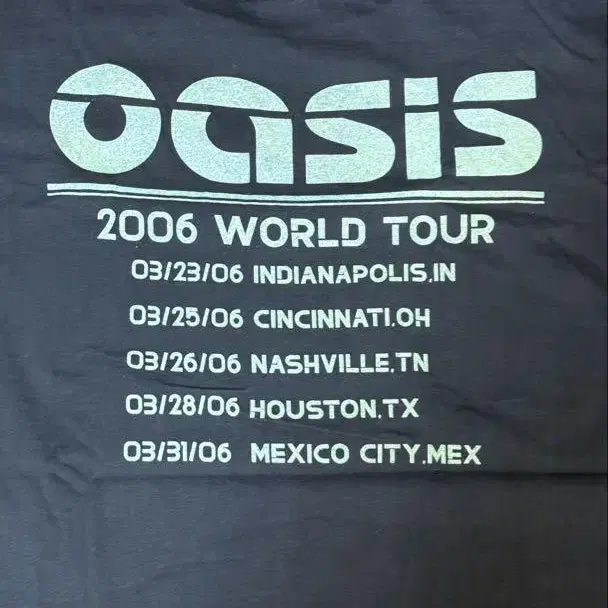 oasis
2006 WORLD TOUR
03/23/06 INDIANAPOLIS.IN
03/25/06 CINCINNATI.OH
03/26/06 NASHVILLE.TN
03/28/06 HOUSTON.TX
03/31/06 MEXICO CITY.MEX